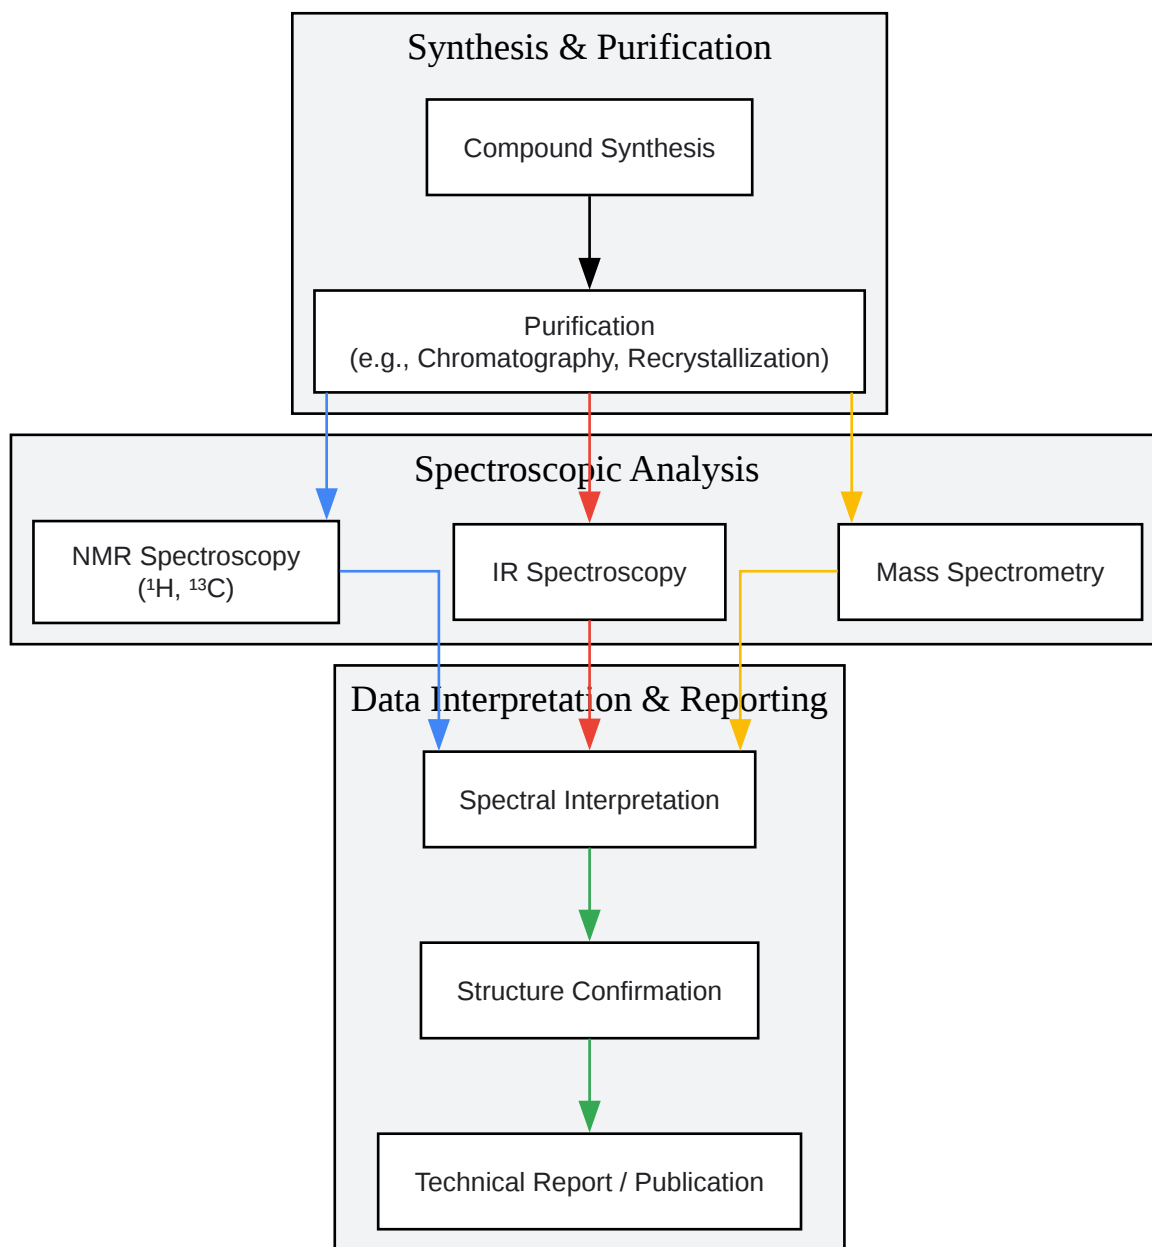 Synthesis & Purification
Compound Synthesis
Purification
(e.g., Chromatography, Recrystallization)
Spectroscopic Analysis
NMR Spectroscopy
(¹H, ¹³C)
IR Spectroscopy
Mass Spectrometry
Data Interpretation & Reporting
Spectral Interpretation
Structure Confirmation
Technical Report / Publication